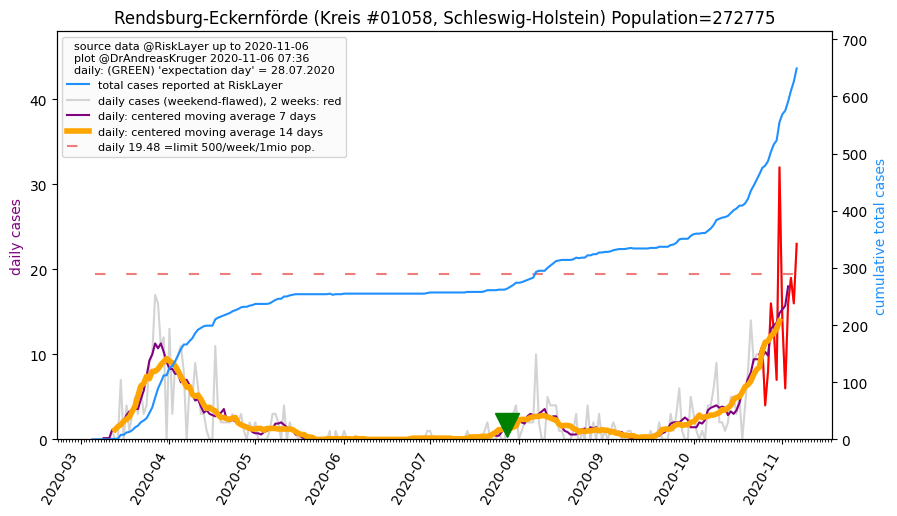 Rendsburg-Eckernförde (Kreis #01058, Schleswig-Holstein) Population=272775
source data @RiskLayer up to 2020-11-06
plot @DrAndreasKruger 2020-11-06 07:36
daily: (GREEN) 'expectation day' = 28.07.2020
total cases reported at RiskLayer
daily cases (weekend-flawed), 2 weeks: red
daily: centered moving average 7 days
daily: centered moving average 14 days
daily 19.48 =limit 500/week/1mio pop.
daily cases
40
30
20
10
0
cumulative total cases
700
600
500
400
300
200
100
0
2020-03
2020-04
2020-05
2020-06
2020-07
2020-08
2020-09
2020-10
2020-11